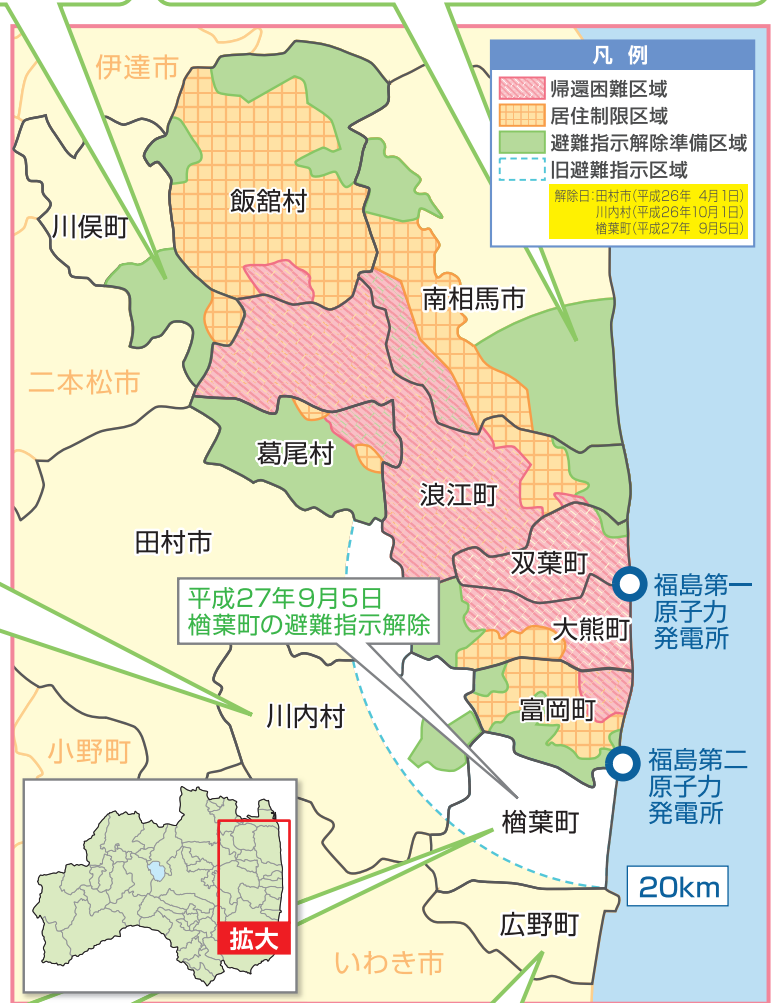 凡 例
帰還困難区域
居住制限区域
避難指示解除準備区域
旧避難指示区域
解除日:田村市(平成26年 4月1日)
川内村(平成26年10月1日)
楢葉町(平成27年 9月5日)
伊達市
飯舘村
川俣町
南相馬市
二本松市
葛尾村
浪江町
田村市
双葉町
福島第一
原子力
発電所
平成27年9月5日
楢葉町の避難指示解除
大熊町
川内村
富岡町
小野町
福島第二
原子力
発電所
楢葉町
20km
広野町
拡大
いわき市